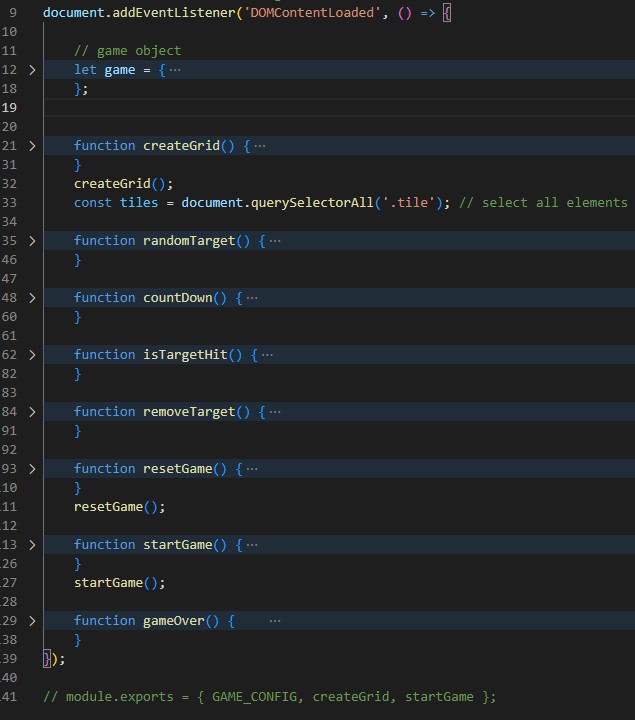 9 document.addEventListener('DOMContentLoaded', () => {
10
11 // game object
12 > let game = { ···
18 };
19
20
21 > function createGrid() { ···
31 }
32 createGrid();
33 const tiles = document.querySelectorAll('.tile'); // select all elements
34
35 > function randomTarget() { ···
46 }
47
48 > function countDown() { ···
60 }
61
62 > function isTargetHit() { ···
82 }
83
84 > function removeTarget() { ···
91 }
92
93 > function resetGame() { ···
10 }
11 resetGame();
12
13 > function startGame() { ···
26 }
27 startGame();
28
29 > function gameOver() { ···
38 }
39 });
40
41 // module.exports = { GAME_CONFIG, createGrid, startGame };